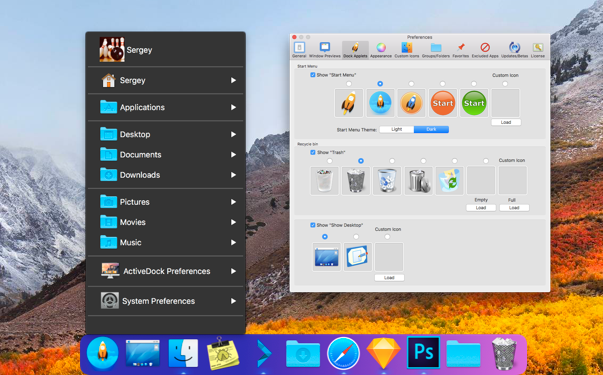 Sergey
Sergey
Applications
Desktop
Documents
Downloads
Pictures
Movies
Music
ActiveDock Preferences
System Preferences
Preferences
General Window Previews Dock Applets Appearance Custom Icons Groups/Folders Favorites Excluded Apps Updates/Betas License
Start Menu
Show "Start Menu"
Custom Icon
Start Start
Load
Start Menu Theme: Light Dark
Recycle bin
Show "Trash"
Custom Icon
Empty Full
Load Load
Show "Show Desktop"
Custom Icon
Load
Ps